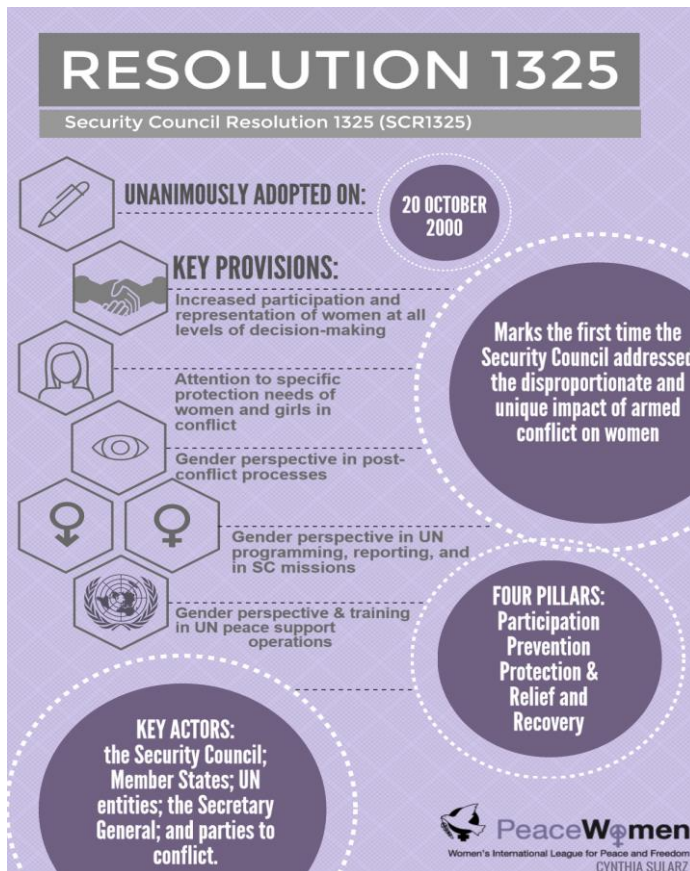 RESOLUTION 1325
Security Council Resolution 1325 (SCR1325)
UNANIMOUSLY ADOPTED ON:
20 OCTOBER
2000
KEY PROVISIONS:
Increased participation and
representation of women at all
levels of decision-making
Marks the first time the
Security Council addressed
the disproportionate and
unique impact of armed
conflict on women
Attention to specific
protection needs of
women and girls in
conflict
Gender perspective in post-
conflict processes
Gender perspective in UN
programming, reporting, and
in SC missions
Gender perspective & training
in UN peace support
operations
FOUR PILLARS:
Participation
Prevention
Protection &
Relief and
Recovery
KEY ACTORS:
the Security Council;
Member States; UN
entities; the Secretary
General; and parties to
conflict.
PeaceWomen
Women's International League for Peace and Freedom
CYNTHIA SULARZ